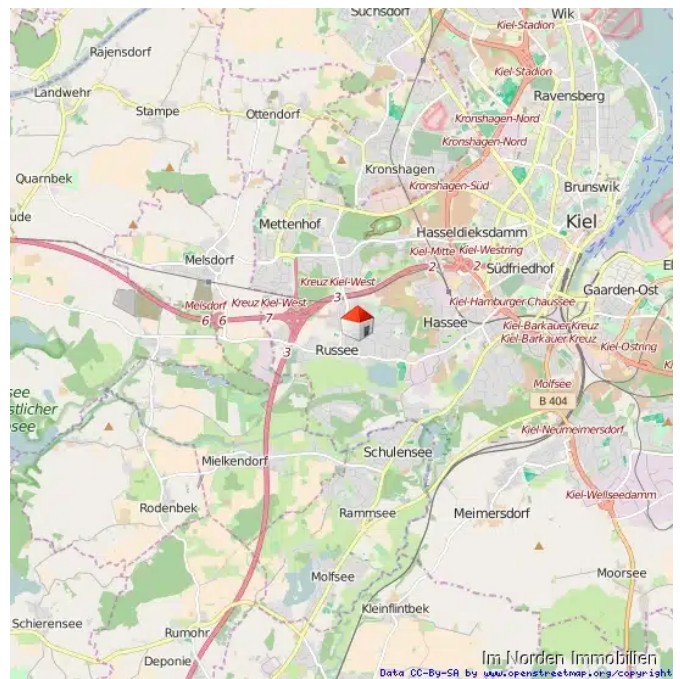 Suchsdorf
Wik
Kiel-Stadion
Rajensdorf
Kiel-Stadion
Landwehr
Ravensberg
Stampe
Ottendorf
Kronshagen-Nord
Kronshagen-Nord
Kronshagen
Quarnbek
Kronshagen-Süd
Brunswik
Mettenhof
Kiel
Hasseldieksdamm
Kiel-Mitte
Kiel-Westring
Melsdorf
2
2
Südfriedhof
Kreuz Kiel-West
Gaarden-Ost
3
Melsdorf
Kreuz Kiel-West
Kiel-Hamburger Chaussee
6
6
7
Hassee
Kiel-Barkauer Kreuz
Kiel-Barkauer Kreuz
3
Russee
Kiel-Ostring
Molfsee
B 404
Kiel-Neumeimersdorf
Schulensee
Mielkendorf
Kiel-Wellseedamm
Rodenbek
Rammsee
Meimersdorf
Molfsee
Moorsee
Kleinflintbek
Schierensee
Rumohr
Deponie
Im Norden Immobilien
Data CC-By-SA by www.openstreetmap.org/copyright